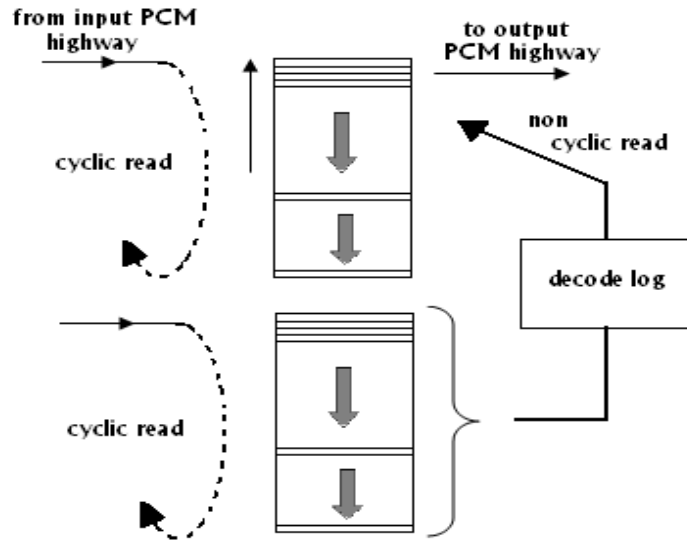 from input PCM
highway
to output
PCM highway
non
cyclic read
cyclic read
decode log
cyclic read